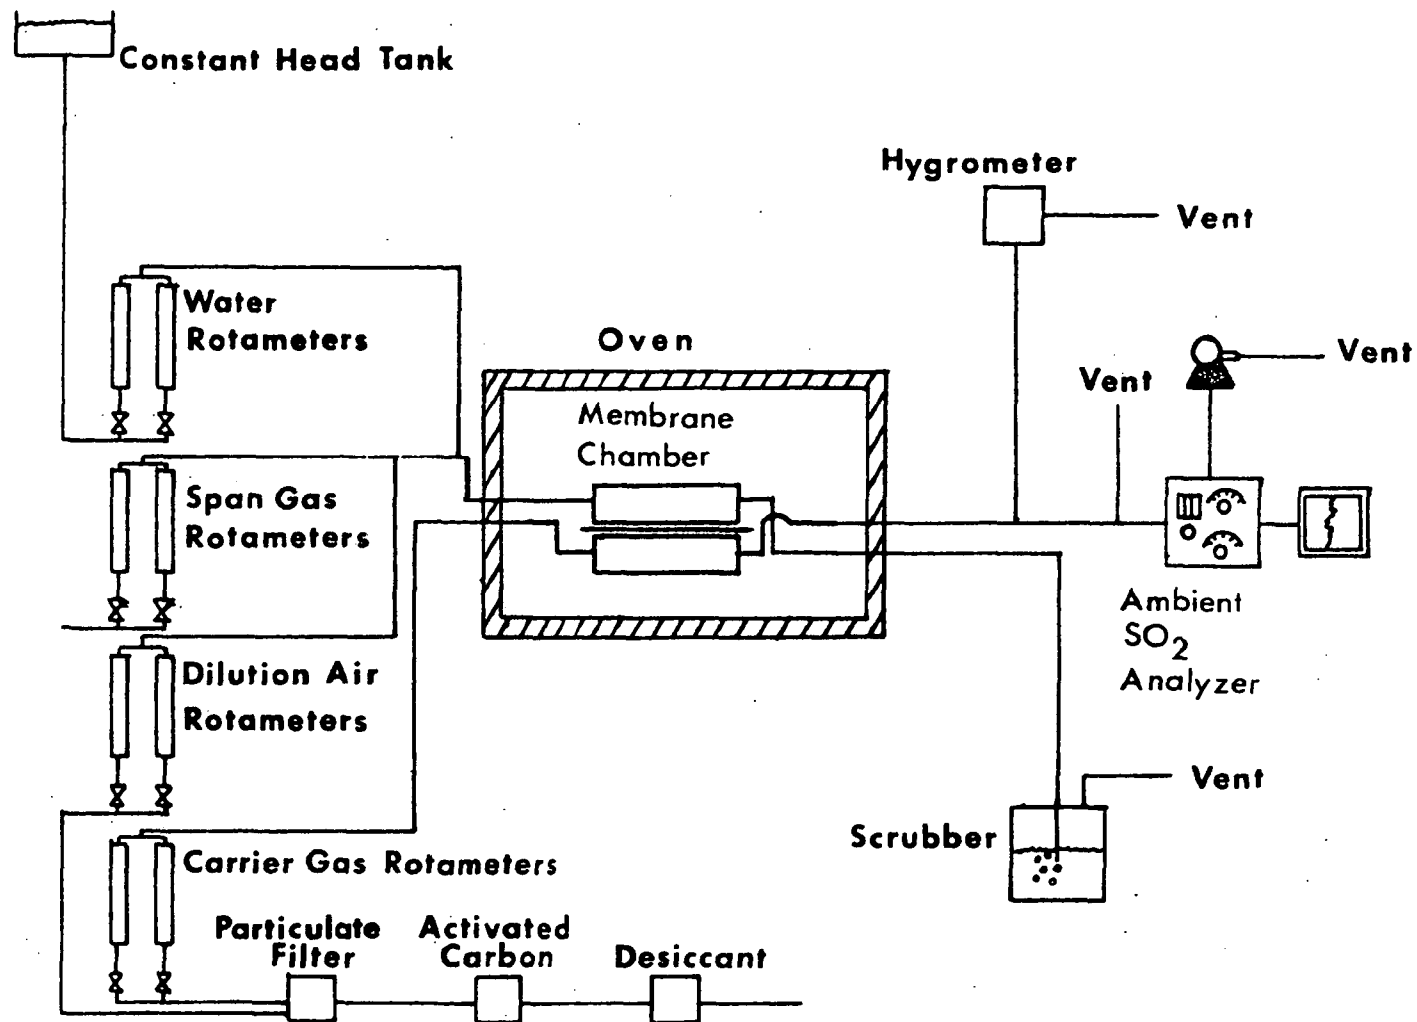 Constant Head Tank
Hygrometer
Vent
Water
Rotameters
Oven
Vent
Vent
Membrane
Chamber
Span Gas
Rotameters
Ambient
SO2
Analyzer
Dilution Air
Rotameters
Vent
Scrubber
Carrier Gas Rotameters
Particulate
Filter
Activated
Carbon
Desiccant